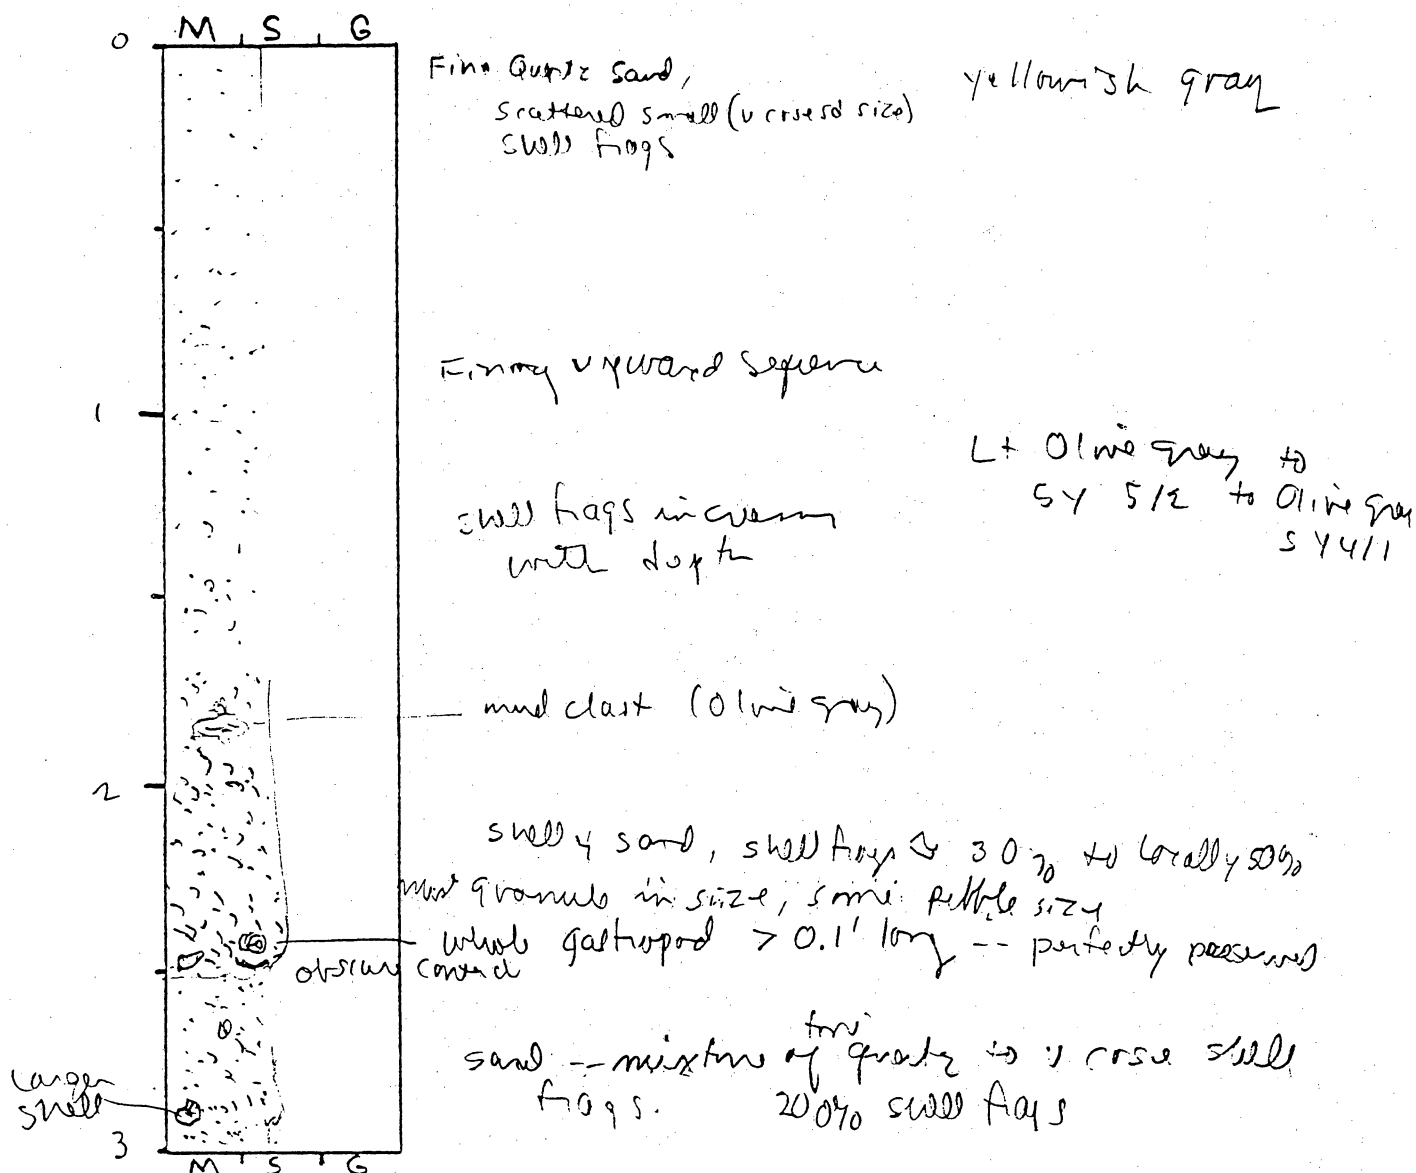 M S G
0
Fine Quartz Sand,
scattered small (v crse sd size)
shell frags
yellowish gray
Fining upward sequence
1
Lt Olive gray to
5Y 5/2 to Olive gray
5Y4/1
shell frags increasing
with depth
mud clast (Olive gray)
2
shelly sand, shell frags 30% to locally 50%
most granule in size, some pebble size
whole gastropod > 0.1' long -- perfectly preserved
obscure contact
sand -- mixture of fine quartz to v corse shell
frags. 20% shell frags
Larger
shell
3
M S G